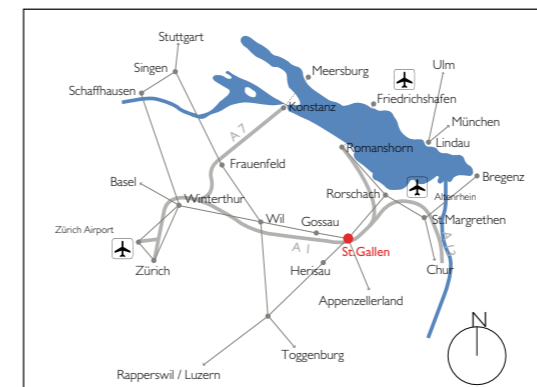 Stuttgart
Singen
Meersburg
Ulm
Schaffhausen
Friedrichshafen
Konstanz
München
A7
Romanshorn
Lindau
Frauenfeld
Basel
Bregenz
Rorschach
Altenrhein
Winterthur
Wil
Gossau
St.Margrethen
Zürich Airport
A1
St.Gallen
A13
Zürich
Herisau
Chur
Appenzellerland
N
Toggenburg
Rapperswil / Luzern